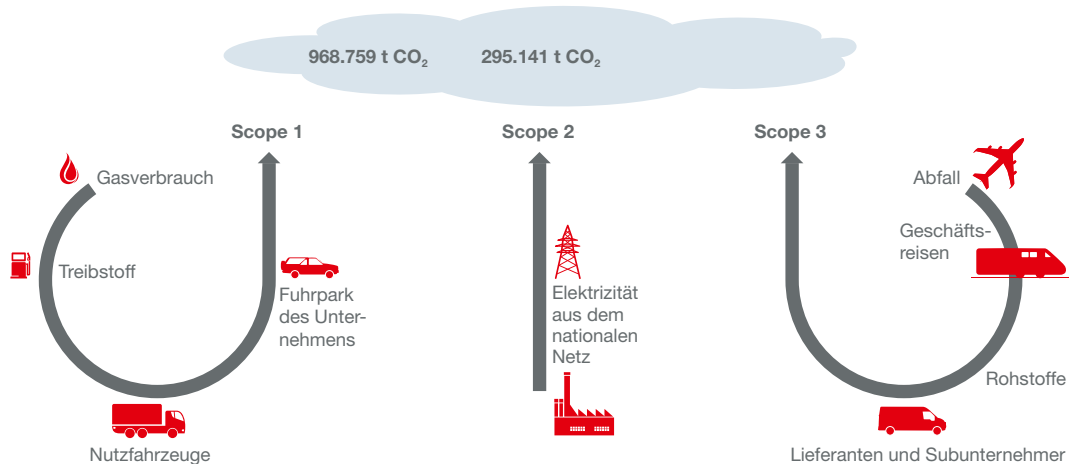 968.759 t CO₂
295.141 t CO₂
Scope 1
Scope 2
Scope 3
Gasverbrauch
Treibstoff
Fuhrpark
des Unter-
nehmens
Nutzfahrzeuge
Elektrizität
aus dem
nationalen
Netz
Abfall
Geschäfts-
reisen
Rohstoffe
Lieferanten und Subunternehmer